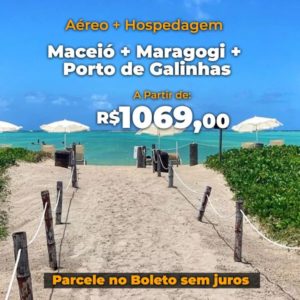 Aéreo + Hospedagem
Maceió + Maragogi +
Porto de Galinhas
A Partir de:
R$1069,00
Parcele no Boleto sem juros